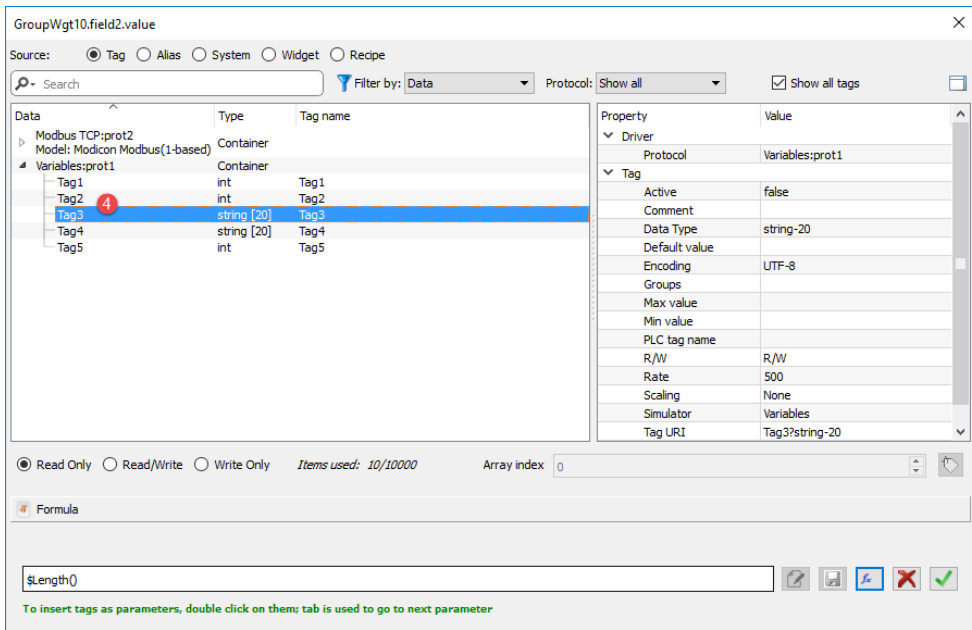 GroupWgt10.field2.value
Source: Tag Alias System Widget Recipe
Search Filter by: Data Protocol: Show all Show all tags
Data Type Tag name
Modbus TCP:prot2
Model: Modicon Modbus(1-based) Container
Variables:prot1 Container
Tag1 int Tag1
Tag2 int Tag2
4
Tag3 string [20] Tag3
Tag4 string [20] Tag4
Tag5 int Tag5
Property Value
Driver
Protocol Variables:prot1
Tag
Active false
Comment
Data Type string-20
Default value
Encoding UTF-8
Groups
Max value
Min value
PLC tag name
R/W R/W
Rate 500
Scaling None
Simulator Variables
Tag URI Tag3?string-20
Read Only Read/Write Write Only Items used: 10/10000 Array index 0
Formula
$Length()
fx
To insert tags as parameters, double click on them; tab is used to go to next parameter